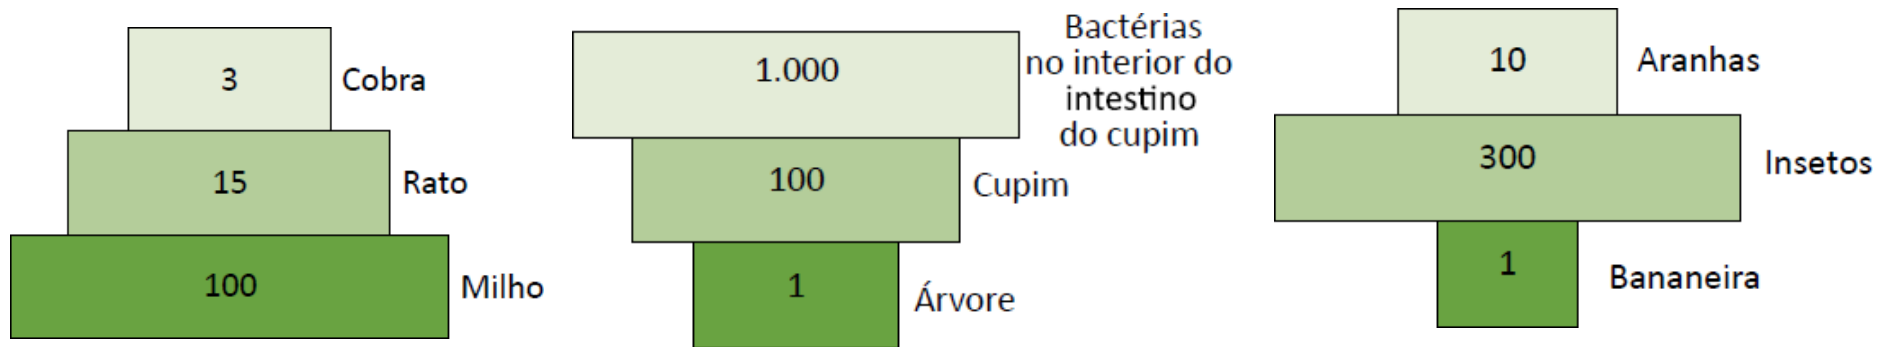 3
Cobra
15
Rato
100
Milho
1.000
Bactérias
no interior do
intestino
do cupim
100
Cupim
1
Árvore
10
Aranhas
300
Insetos
1
Bananeira